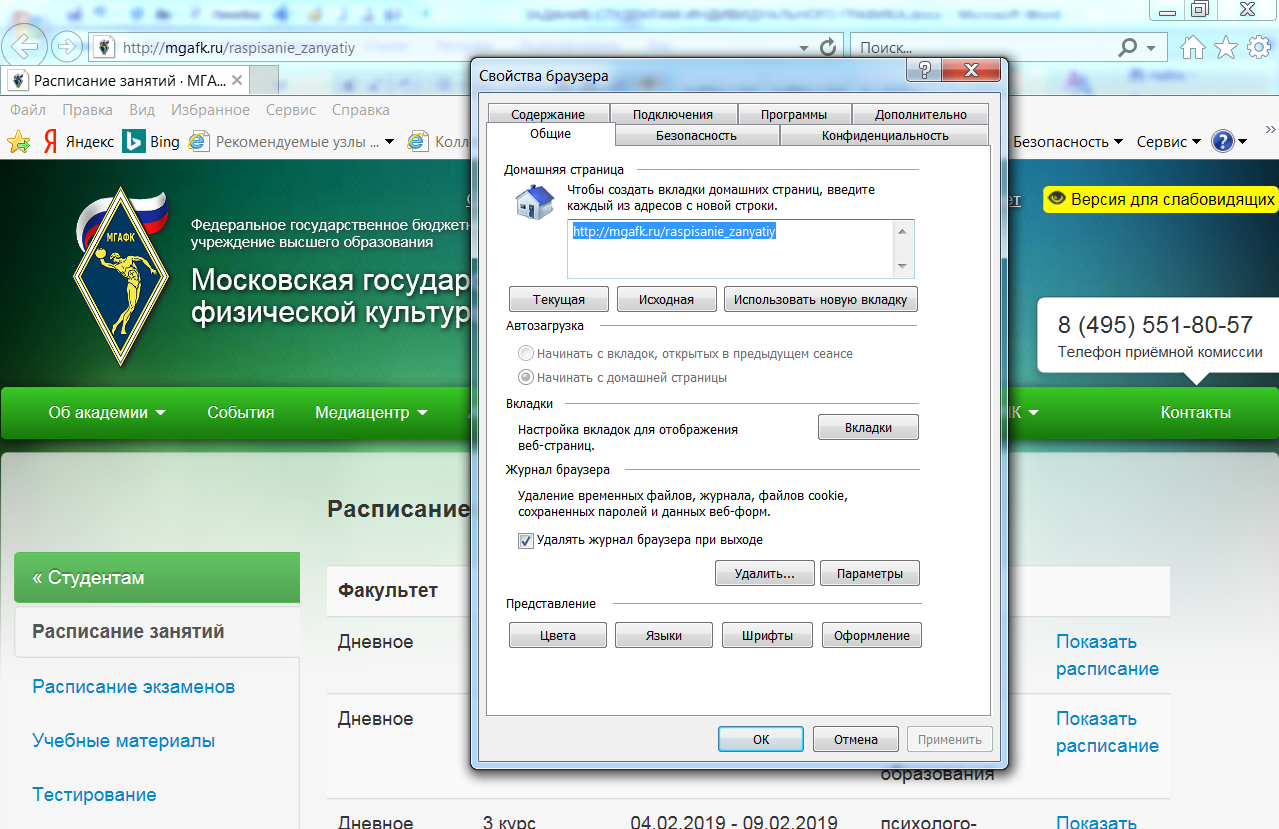 http://mgafk.ru/raspisanie_zanyatiy
Поиск...
Расписание занятий · МГА...
Файл Правка Вид Избранное Сервис Справка
Яндекс Bing Рекомендуемые узлы ... Безопасность Сервис
МГАФК
Федеральное государственное
учреждение высшего образования
Московская
физической
Версия для слабовидящих
8 (495) 551-80-57
Телефон приёмной комиссии
Об академии События Медиацентр Контакты
Расписание
« Студентам
Расписание занятий
Расписание экзаменов
Учебные материалы
Тестирование
Факультет
Дневное Показать
расписание
Дневное Показать
расписание
образования
Дневное 3 курс 04.02.2019 - 09.02.2019 психолого- Показать
Свойства браузера
Содержание Подключения Программы Дополнительно
Общие Безопасность Конфиденциальность
Домашняя страница
Чтобы создать вкладки домашних страниц, введите
каждый из адресов с новой строки.
http://mgafk.ru/raspisanie_zanyatiy
Текущая Исходная Использовать новую вкладку
Автозагрузка
Начинать с вкладок, открытых в предыдущем сеансе
Начинать с домашней страницы
Вкладки
Настройка вкладок для отображения
веб-страниц.
Вкладки
Журнал браузера
Удаление временных файлов, журнала, файлов cookie,
сохраненных паролей и данных веб-форм.
Удалять журнал браузера при выходе
Удалить... Параметры
Представление
Цвета Языки Шрифты Оформление
ОК Отмена Применить